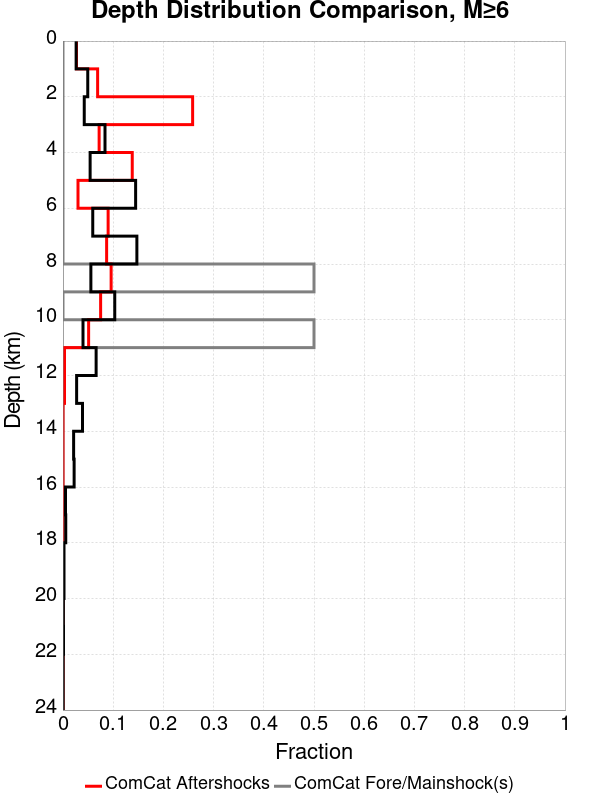 Depth Distribution Comparison, M≥6
0
2
4
6
8
10
12
14
16
18
20
22
24
Depth (km)
0 0.1 0.2 0.3 0.4 0.5 0.6 0.7 0.8 0.9 1
Fraction
ComCat Aftershocks ComCat Fore/Mainshock(s)